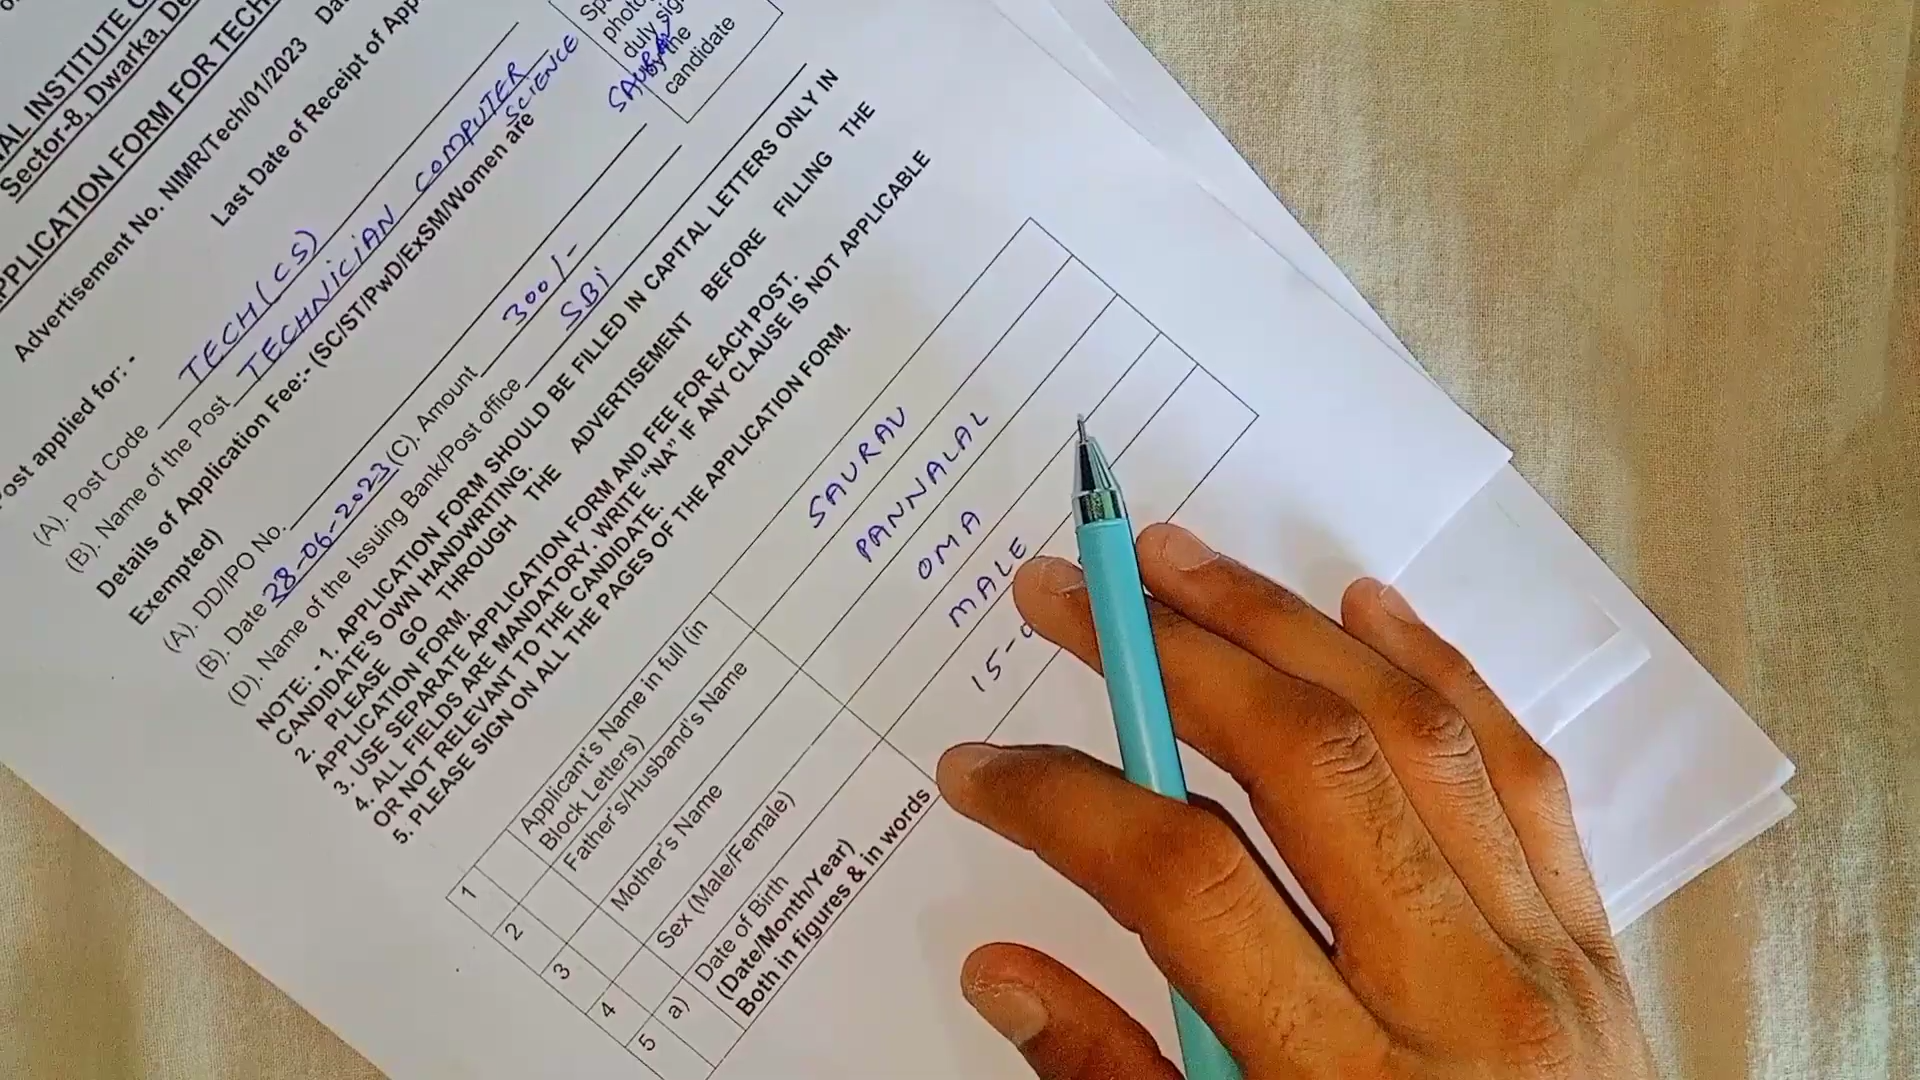 AL INSTITUTE
Sector-8, Dwarka,
APPLICATION FORM FOR TECH
Advertisement No. NIMR/Tech/01/2023
Last Date of Receipt of App
photo
duly sig
by the
candidate
SAURAV
Post applied for: -
(A). Post Code TECH (CS)
(B). Name of the Post TECHNICIAN COMPUTER SCIENCE
Details of Application Fee:- (SC/ST/PwD/ExSM/Women are
Exempted)
(A). DD/IPO No.
(B). Date 28-06-2023 (C). Amount 300/-
(D). Name of the Issuing Bank/Post office SBI
NOTE: - 1. APPLICATION FORM SHOULD BE FILLED IN CAPITAL LETTERS ONLY IN
CANDIDATE'S OWN HANDWRITING.
2. PLEASE GO THROUGH THE ADVERTISEMENT BEFORE FILLING THE
APPLICATION FORM.
3. USE SEPARATE APPLICATION FORM AND FEE FOR EACH POST.
4. ALL FIELDS ARE MANDATORY. WRITE "NA" IF ANY CLAUSE IS NOT APPLICABLE
OR NOT RELEVANT TO THE CANDIDATE.
5. PLEASE SIGN ON ALL THE PAGES OF THE APPLICATION FORM.
1 Applicant's Name in full (in
Block Letters) SAURAV
2 Father's/Husband's Name PANNALAL
3 Mother's Name OMA
4 Sex (Male/Female) MALE
5 a) Date of Birth 15-0
(Date/Month/Year)
Both in figures & in words